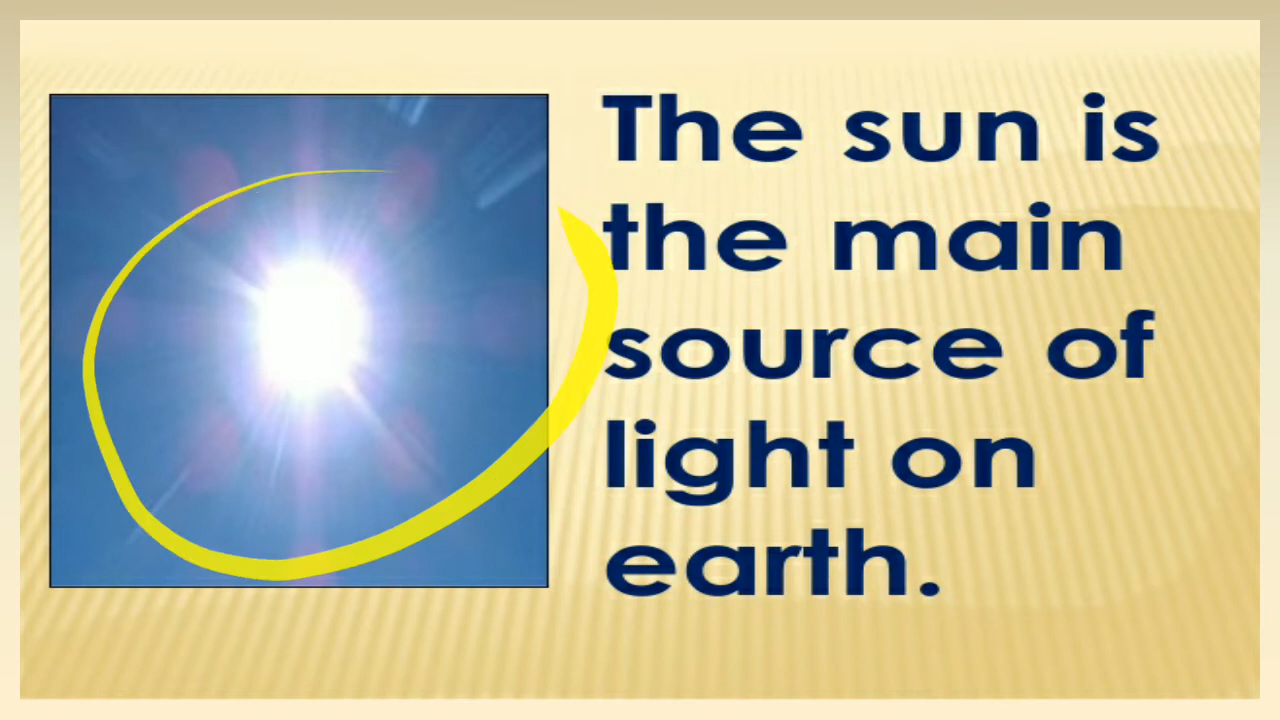 The sun is
the main
source of
light on
earth.